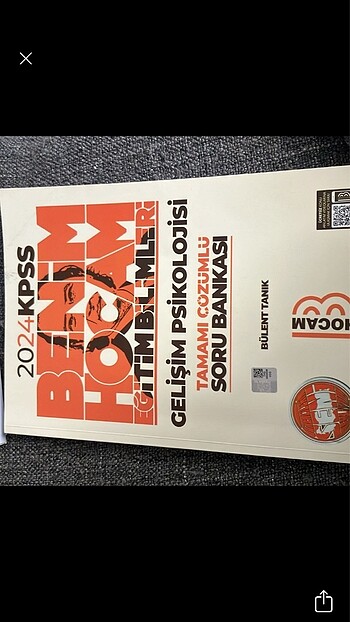 2024 KPSS
BENİM
HOCAM
EĞİTİM BİLİMLERİ
GELİŞİM PSİKOLOJİSİ
TAMAMI ÇÖZÜMLÜ
SORU BANKASI
BÜLENT TANIK
HOCAM